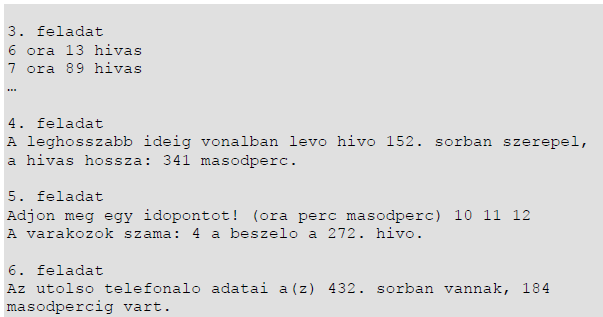 3. feladat
6 ora 13 hivas
7 ora 89 hivas
…
4. feladat
A leghosszabb ideig vonalban levo hivo 152. sorban szerepel,
a hivas hossza: 341 masodperc.
5. feladat
Adjon meg egy idopontot! (ora perc masodperc) 10 11 12
A varakozok szama: 4 a beszelo a 272. hivo.
6. feladat
Az utolso telefonalo adatai a(z) 432. sorban vannak, 184
masodpercig vart.